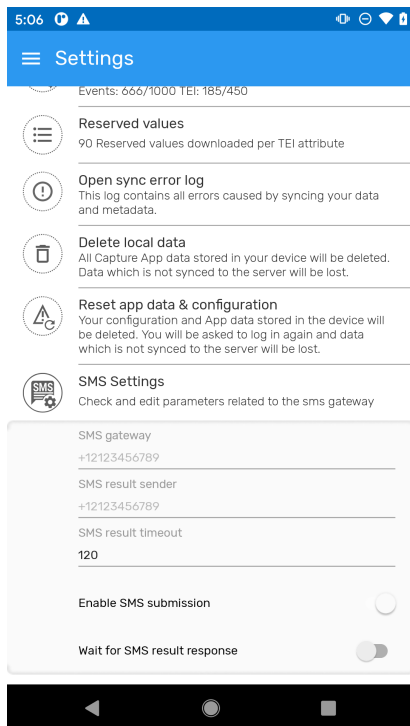 5:06
Settings
Events: 666/1000 TEI: 185/450
Reserved values
90 Reserved values downloaded per TEI attribute
Open sync error log
This log contains all errors caused by syncing your data
and metadata.
Delete local data
All Capture App data stored in your device will be deleted.
Data which is not synced to the server will be lost.
Reset app data & configuration
Your configuration and App data stored in the device will
be deleted. You will be asked to log in again and data
which is not synced to the server will be lost.
SMS
SMS Settings
Check and edit parameters related to the sms gateway
SMS gateway
+12123456789
SMS result sender
+12123456789
SMS result timeout
120
Enable SMS submission
Wait for SMS result response